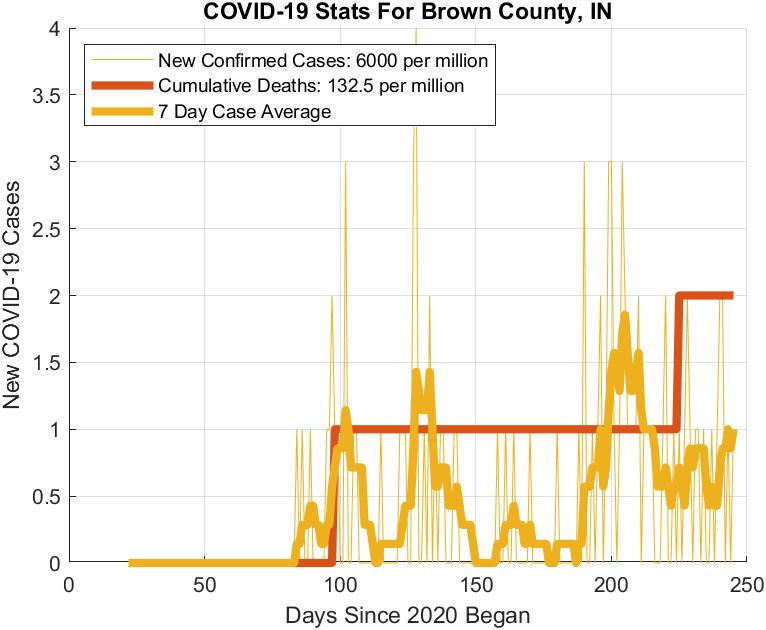 COVID-19 Stats For Brown County, IN
New Confirmed Cases: 6000 per million
Cumulative Deaths: 132.5 per million
7 Day Case Average
New COVID-19 Cases
4
3.5
3
2.5
2
1.5
1
0.5
0
0 50 100 150 200 250
Days Since 2020 Began